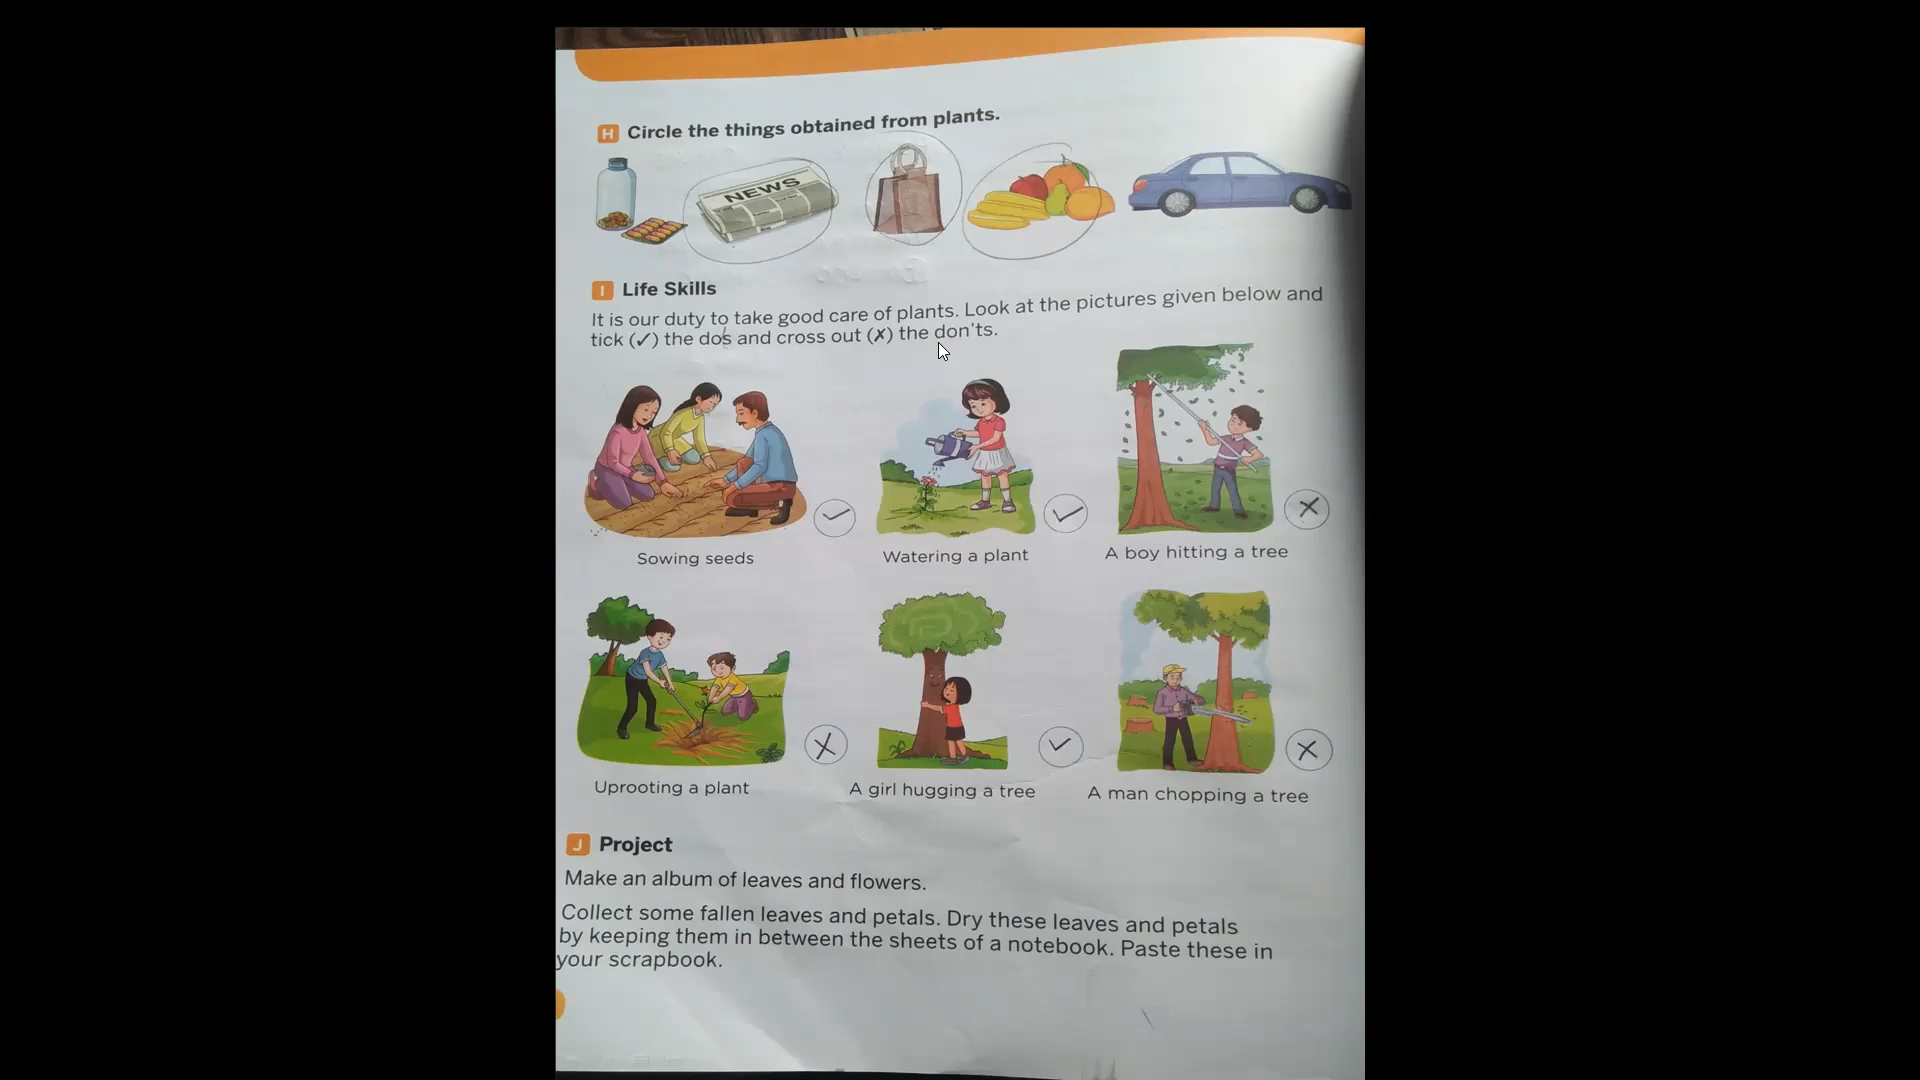 H Circle the things obtained from plants.
NEWS
I Life Skills
It is our duty to take good care of plants. Look at the pictures given below and
tick (✓) the dos and cross out (✗) the don'ts.
✓ ✓ ✗
Sowing seeds Watering a plant A boy hitting a tree
✗ ✓ ✗
Uprooting a plant A girl hugging a tree A man chopping a tree
J Project
Make an album of leaves and flowers.
Collect some fallen leaves and petals. Dry these leaves and petals
by keeping them in between the sheets of a notebook. Paste these in
your scrapbook.